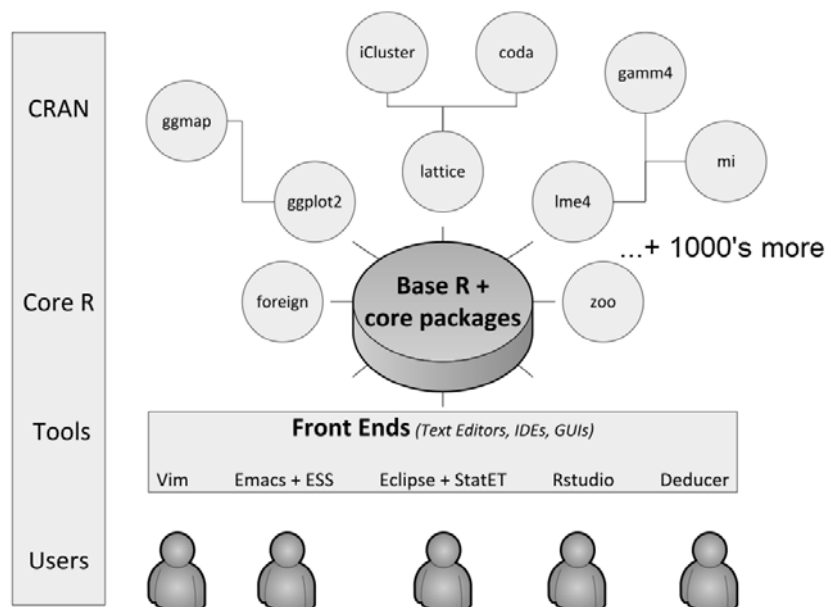 CRAN
Core R
Tools
Users
iCluster
coda
gamm4
ggmap
lattice
mi
ggplot2
lme4
...+ 1000's more
foreign
Base R +
core packages
zoo
Front Ends (Text Editors, IDEs, GUIs)
Vim Emacs + ESS Eclipse + StatET Rstudio Deducer